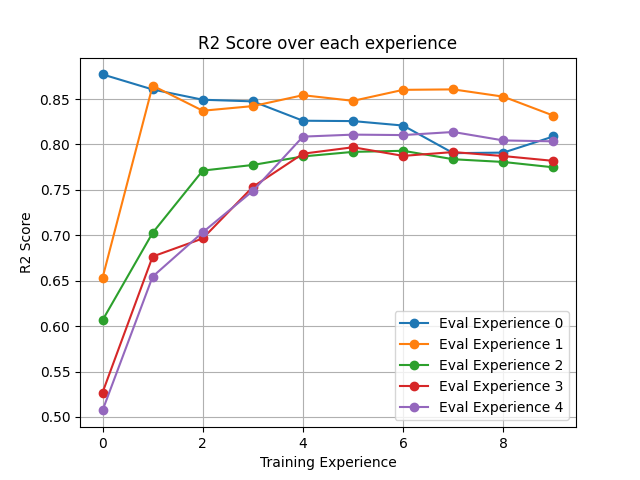 R2 Score over each experience
0.85
0.80
0.75
0.70
0.65
0.60
0.55
0.50
R2 Score
Eval Experience 0
Eval Experience 1
Eval Experience 2
Eval Experience 3
Eval Experience 4
0 2 4 6 8
Training Experience